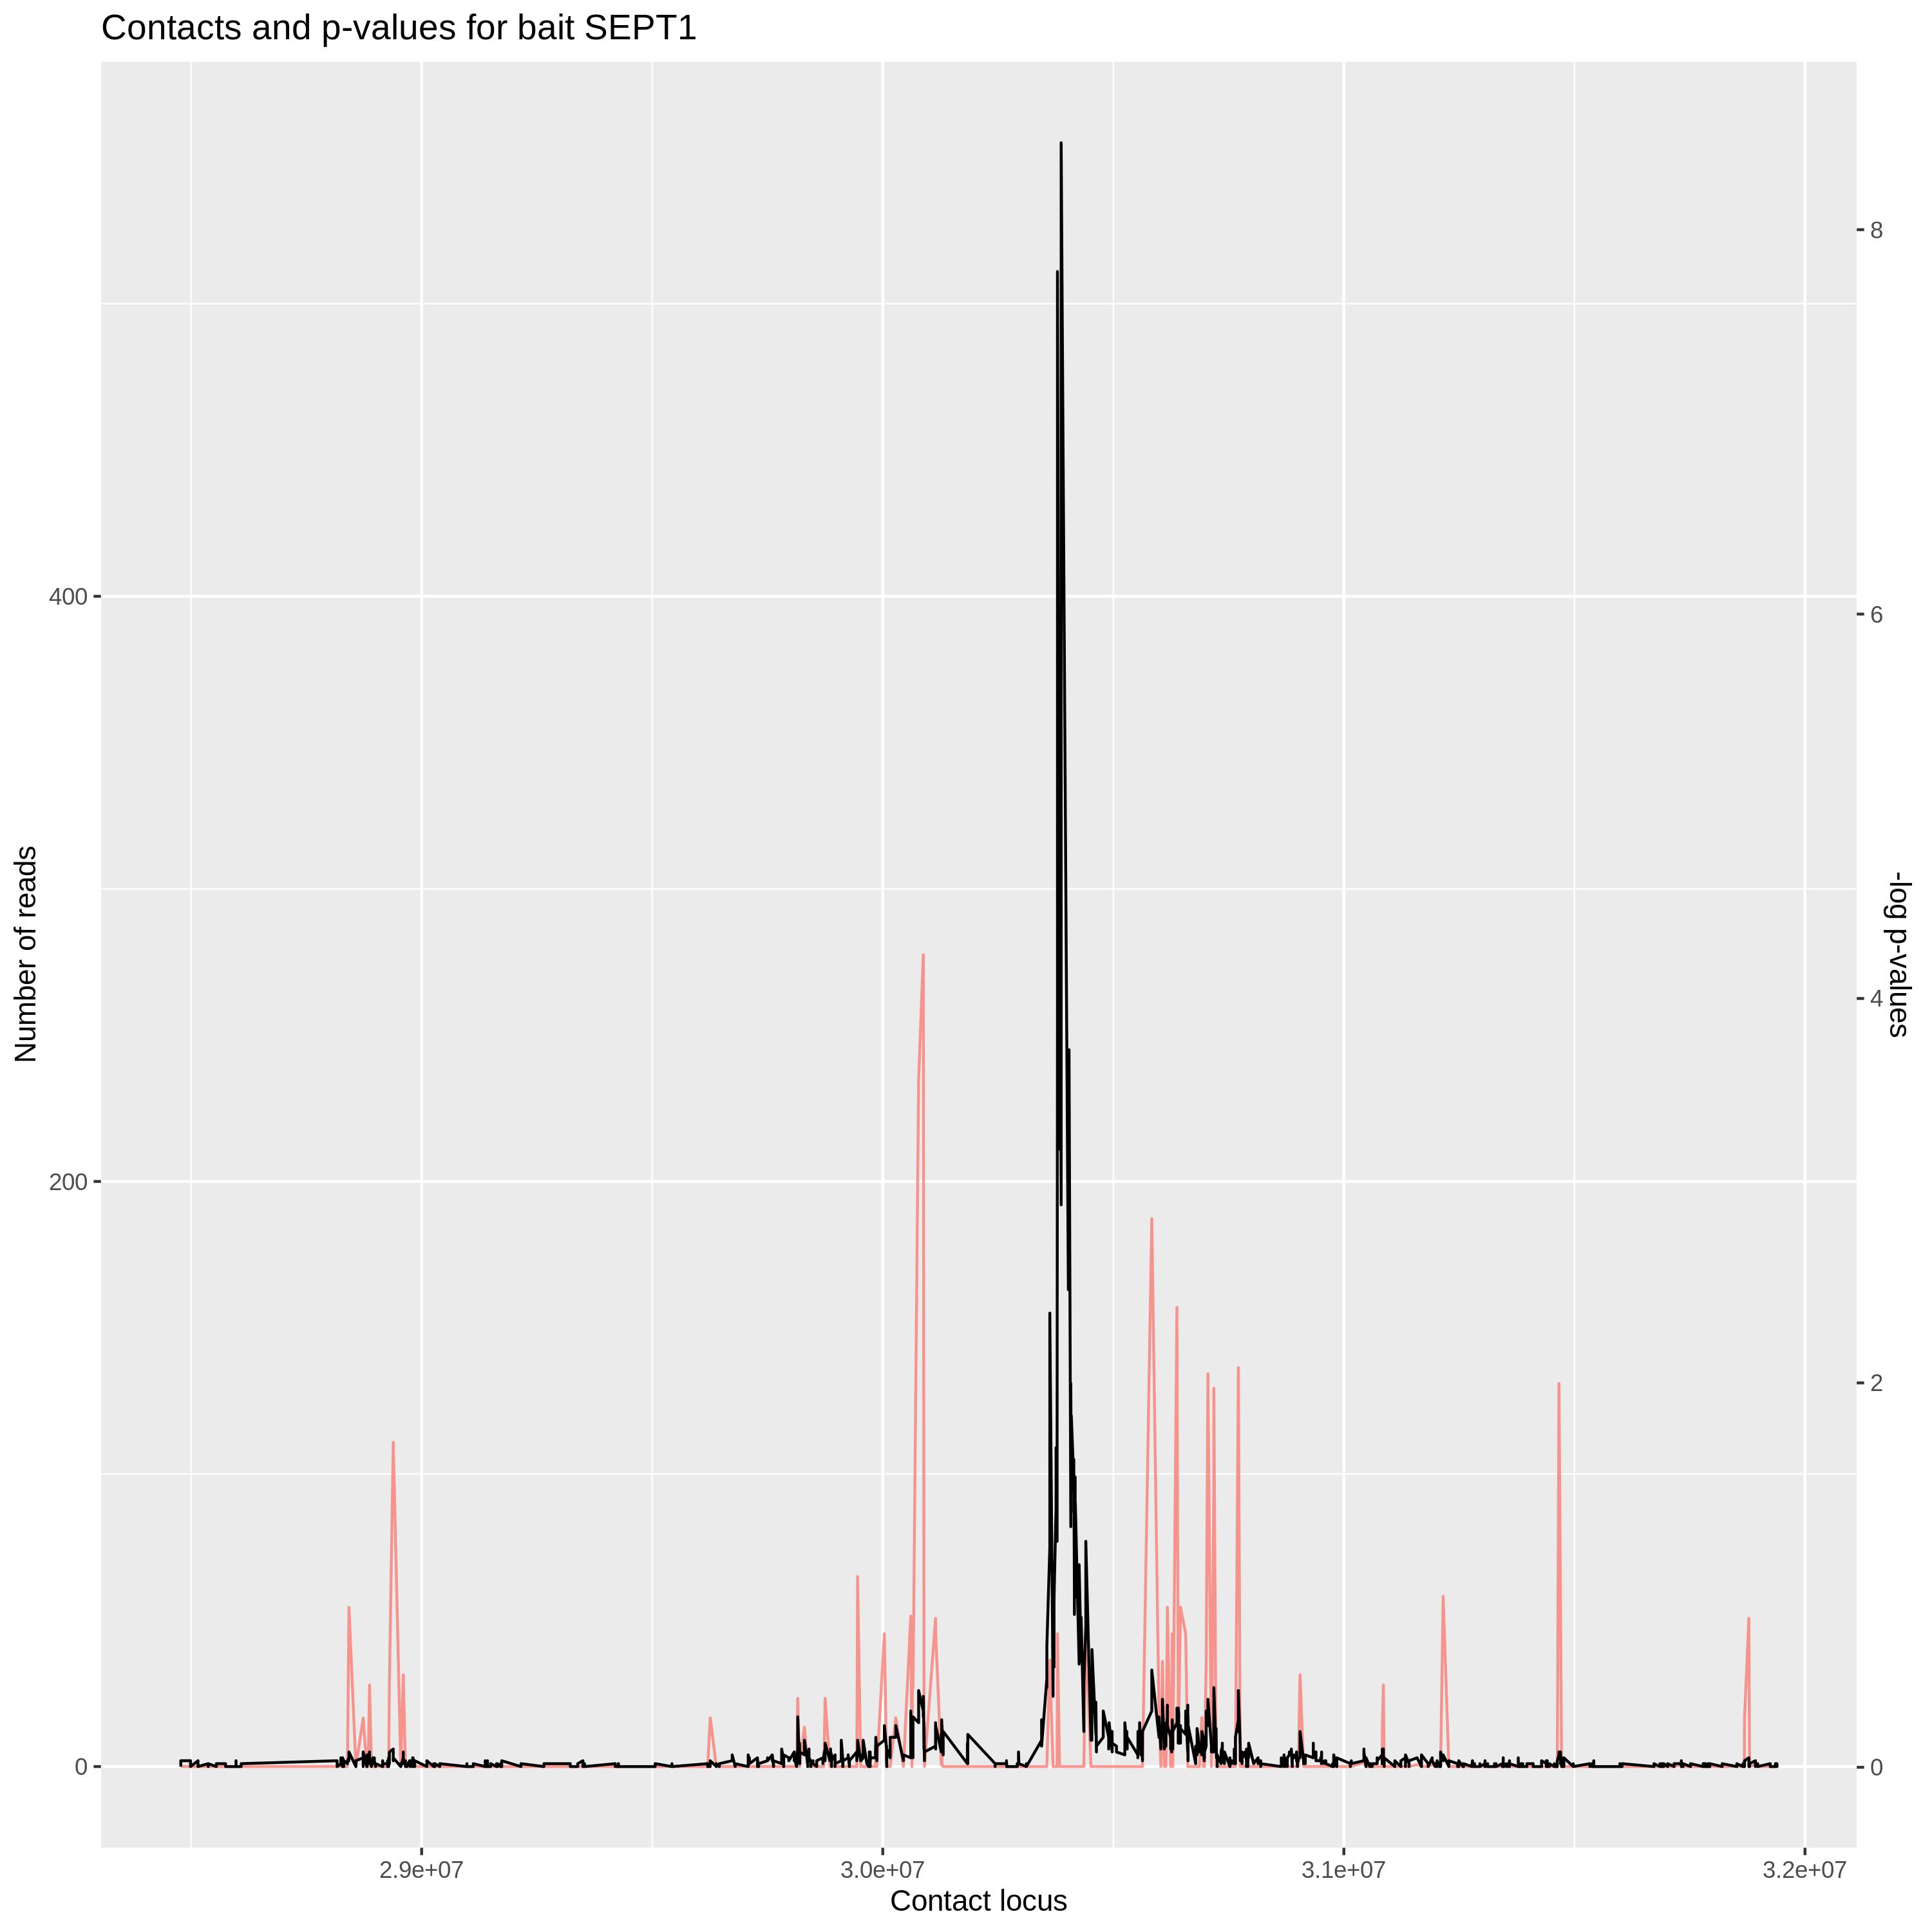 Contacts and p-values for bait SEPT1
Number of reads
400
200
0
8
6
4
2
0
-log p-values
2.9e+07
3.0e+07
3.1e+07
3.2e+07
Contact locus